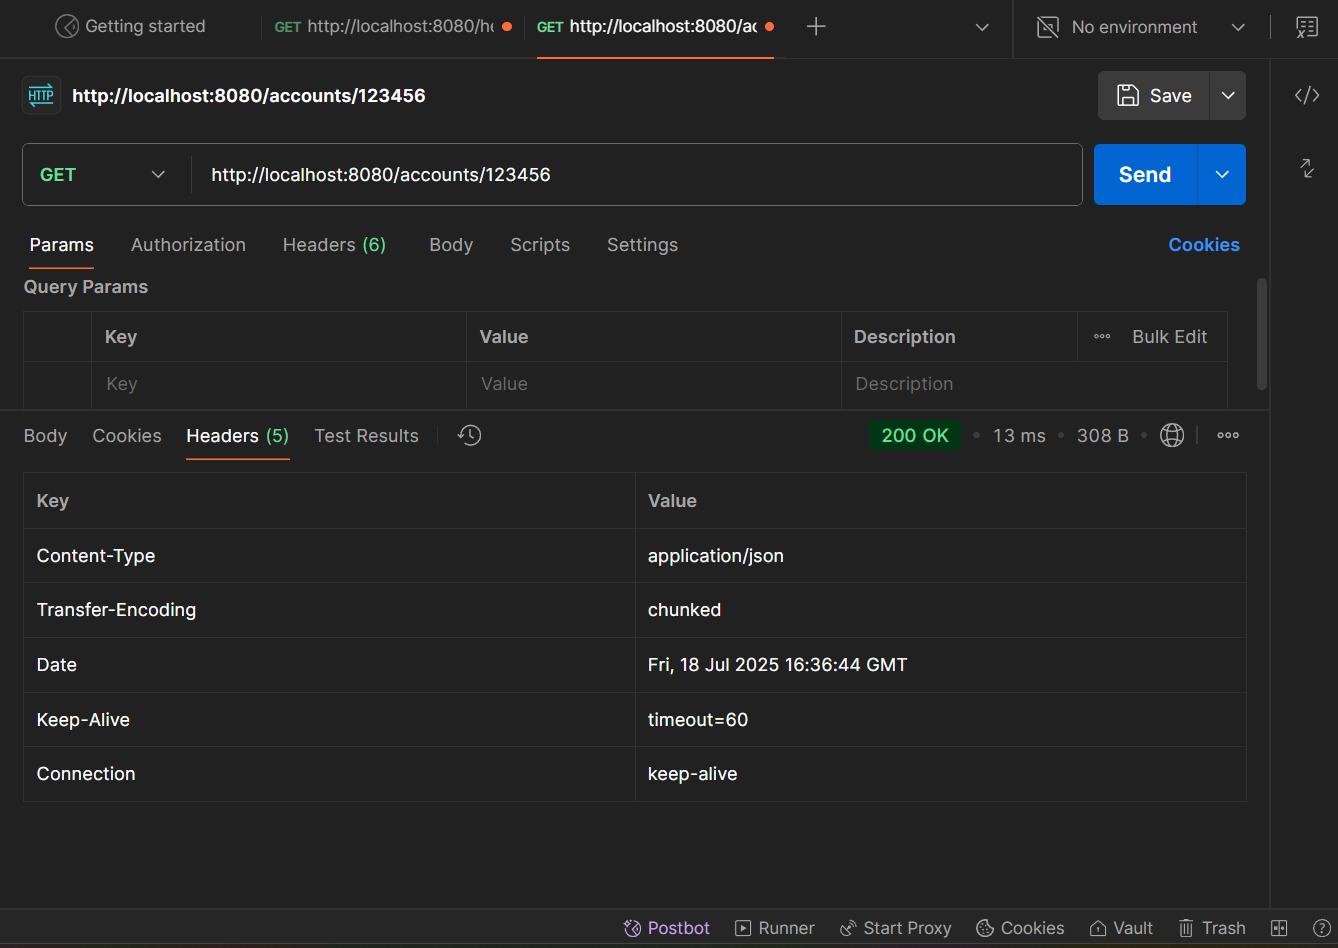 Getting started GET http://localhost:8080/he GET http://localhost:8080/ac No environment
HTTP http://localhost:8080/accounts/123456 Save
GET http://localhost:8080/accounts/123456 Send
Params Authorization Headers (6) Body Scripts Settings Cookies
Query Params
Key Value Description Bulk Edit
Key Value Description
Body Cookies Headers (5) Test Results 200 OK 13 ms 308 B
Key Value
Content-Type application/json
Transfer-Encoding chunked
Date Fri, 18 Jul 2025 16:36:44 GMT
Keep-Alive timeout=60
Connection keep-alive
Postbot Runner Start Proxy Cookies Vault Trash